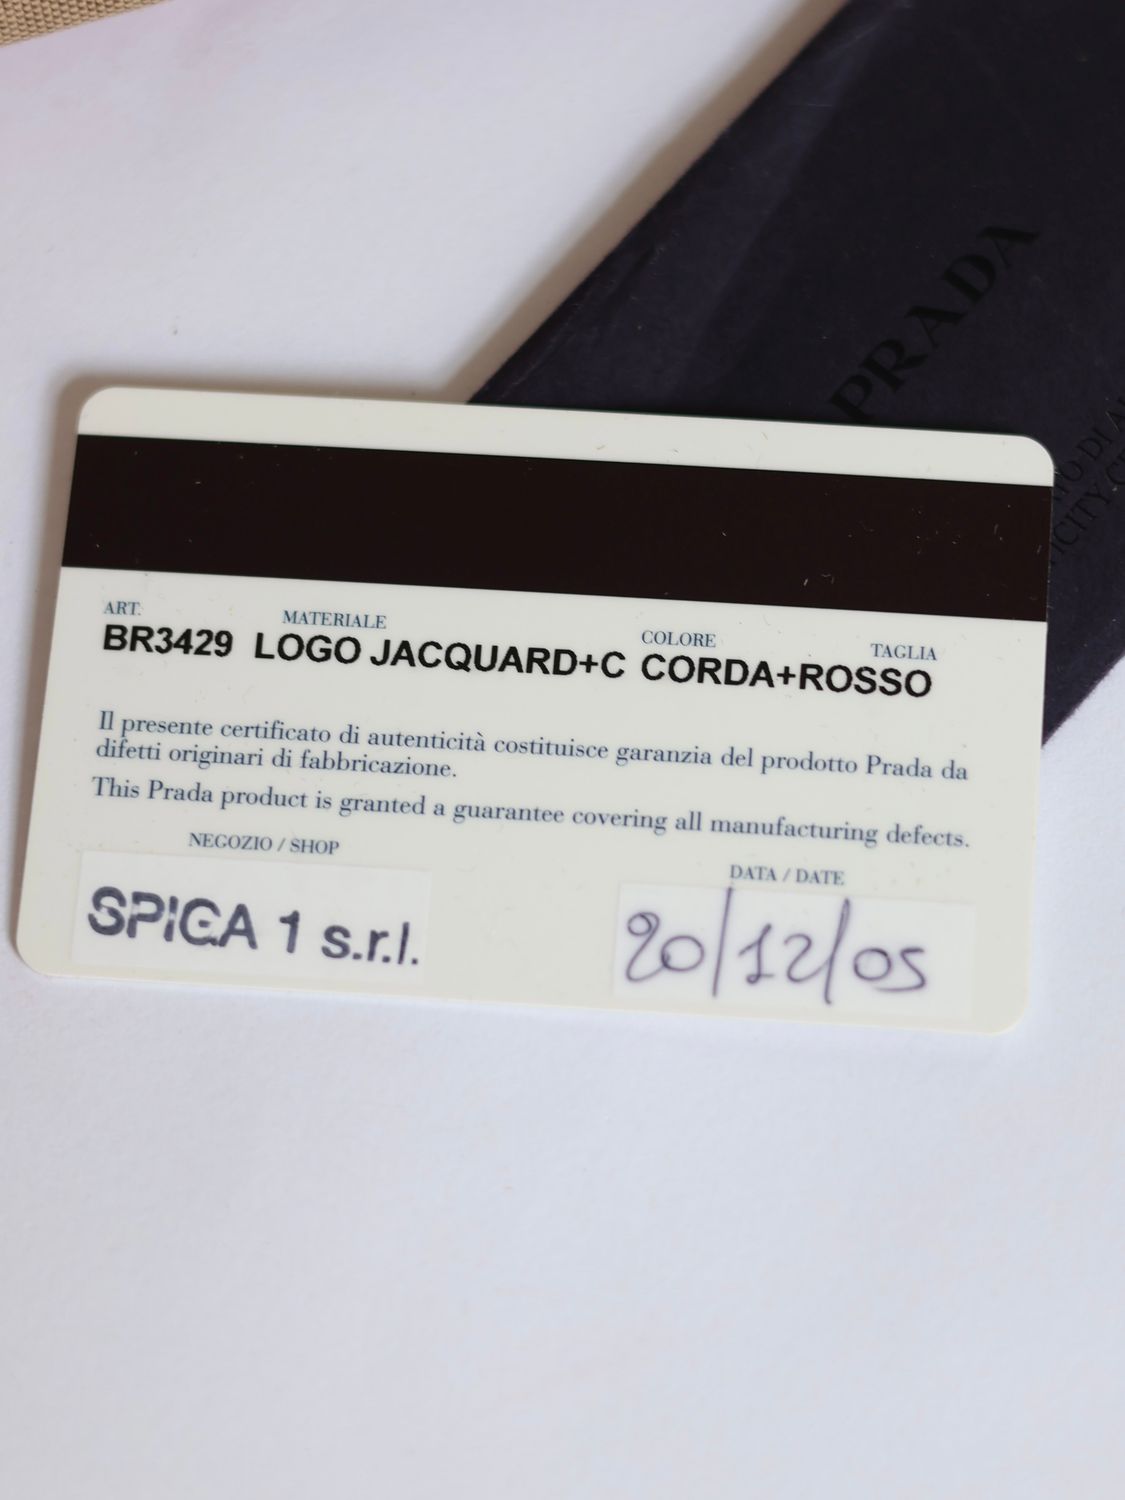 PRADA
ART.
MATERIALE
COLORE
TAGLIA
BR3429 LOGO JACQUARD+C CORDA+ROSSO
Il presente certificato di autenticità costituisce garanzia del prodotto Prada da
difetti originari di fabbricazione.
This Prada product is granted a guarantee covering all manufacturing defects.
NEGOZIO / SHOP
DATA / DATE
SPIGA 1 s.r.l.
20/12/05